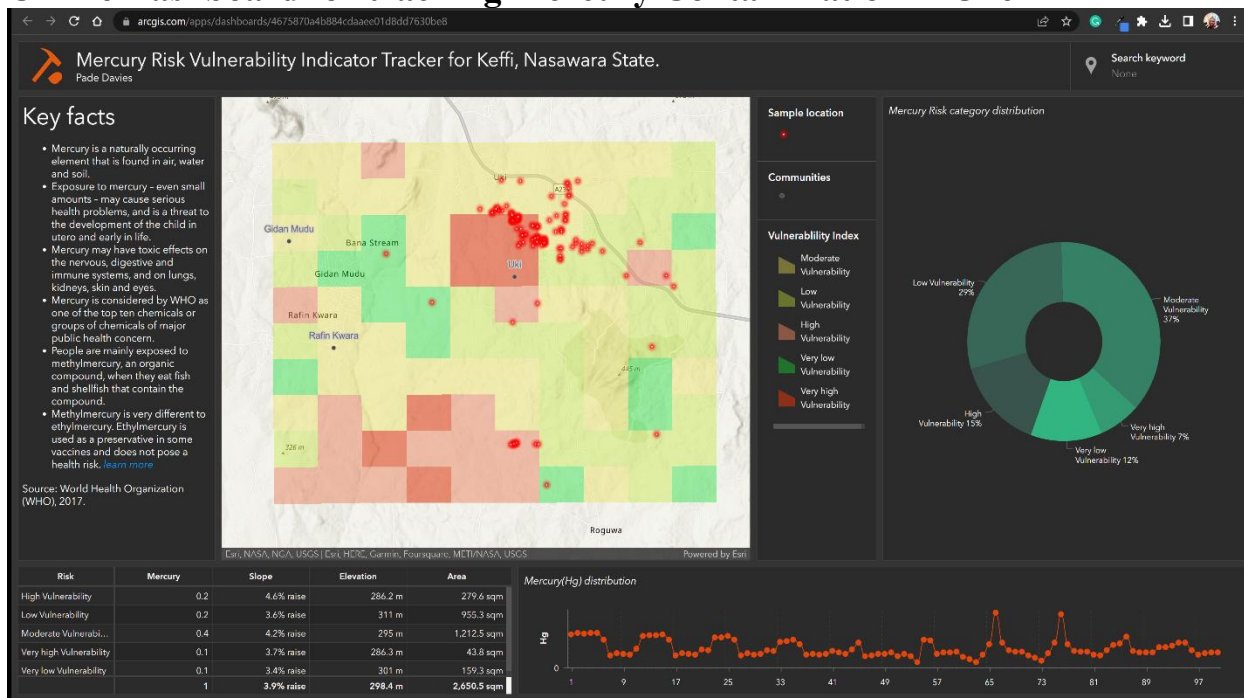 arcgis.com/apps/dashboards/4675870a4b884cdaaee01d8dd7630be8
Mercury Risk Vulnerability Indicator Tracker for Keffi, Nasawara State.
Pade Davies
Search keyword
None
Key facts
• Mercury is a naturally occurring
element that is found in air, water
and soil.
• Exposure to mercury – even small
amounts – may cause serious
health problems, and is a threat to
the development of the child in
utero and early in life.
• Mercury may have toxic effects on
the nervous, digestive and
immune systems, and on lungs,
kidneys, skin and eyes.
• Mercury is considered by WHO as
one of the top ten chemicals or
groups of chemicals of major
public health concern.
• People are mainly exposed to
methylmercury, an organic
compound, when they eat fish
and shellfish that contain the
compound.
• Methylmercury is very different to
ethylmercury. Ethylmercury is
used as a preservative in some
vaccines and does not pose a
health risk. learn more
Source: World Health Organization
(WHO), 2017.
Uki
Gidan Mudu
Bana Stream
Gidan Mudu
Uki
Rafin Kwara
Rafin Kwara
328 m
Roguwa
Esri, NASA, NGA, USGS | Esri, HERE, Garmin, Foursquare, METI/NASA, USGS
Powered by Esri
Sample location
Communities
Vulnerablility Index
Moderate
Vulnerability
Low
Vulnerability
High
Vulnerability
Very low
Vulnerability
Very high
Vulnerability
Mercury Risk category distribution
Low Vulnerability
29%
Moderate
Vulnerability
37%
High
Vulnerability 15%
Very high
Vulnerability 7%
Very low
Vulnerability 12%
Risk Mercury Slope Elevation Area
High Vulnerability 0.2 4.6% raise 286.2 m 279.6 sqm
Low Vulnerability 0.2 3.6% raise 311 m 955.3 sqm
Moderate Vulnerabi... 0.4 4.2% raise 295 m 1,212.5 sqm
Very high Vulnerability 0.1 3.7% raise 286.3 m 43.8 sqm
Very low Vulnerability 0.1 3.4% raise 301 m 159.3 sqm
1 3.9% raise 298.4 m 2,650.5 sqm
Mercury(Hg) distribution
Hg
0
1 9 17 25 33 41 49 57 65 73 81 89 97